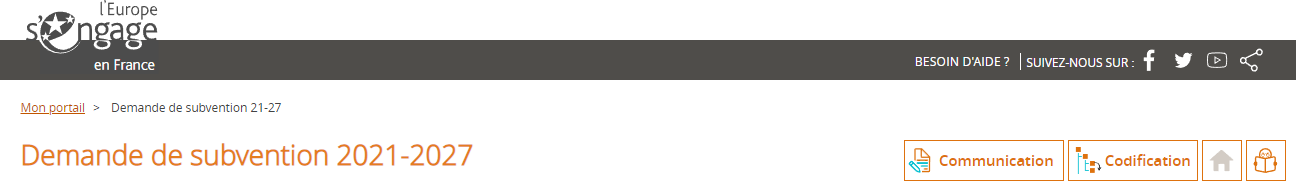 l'Europe
s'engage
en France
BESOIN D'AIDE ? SUIVEZ-NOUS SUR :
Mon portail > Demande de subvention 21-27
Demande de subvention 2021-2027
Communication Codification